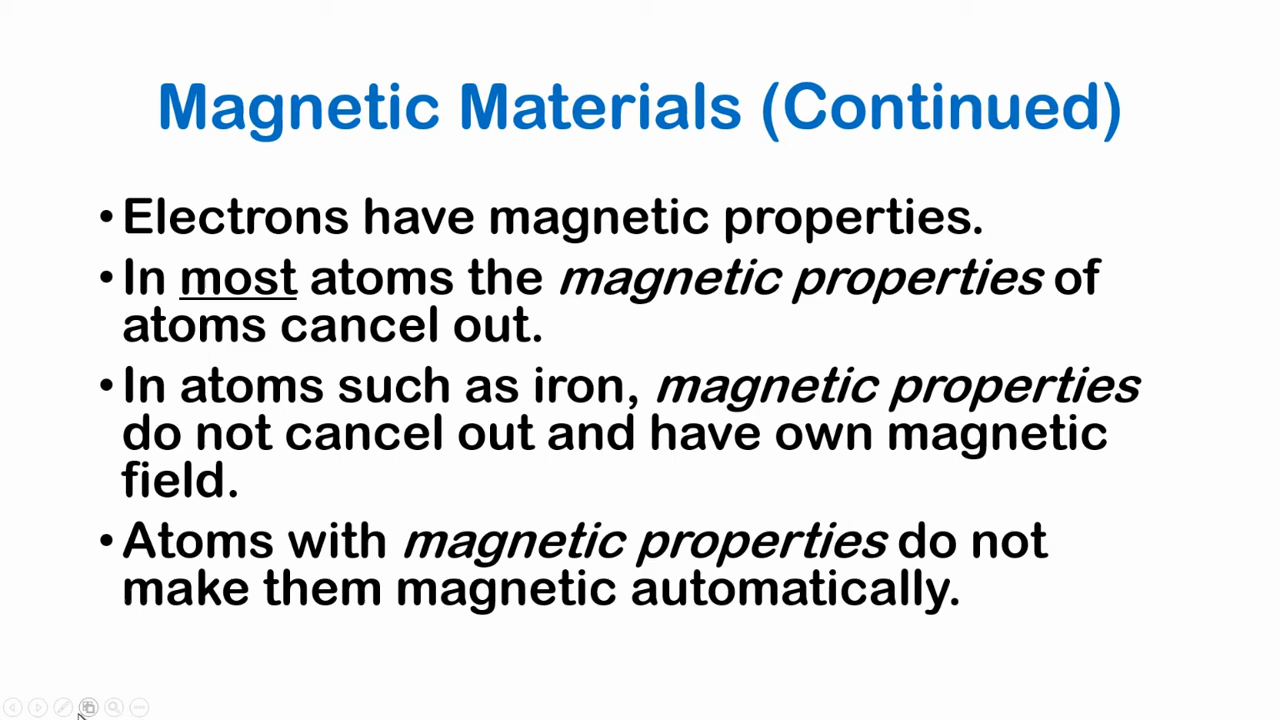 Magnetic Materials (Continued)
• Electrons have magnetic properties.
• In most atoms the magnetic properties of
atoms cancel out.
• In atoms such as iron, magnetic properties
do not cancel out and have own magnetic
field.
• Atoms with magnetic properties do not
make them magnetic automatically.